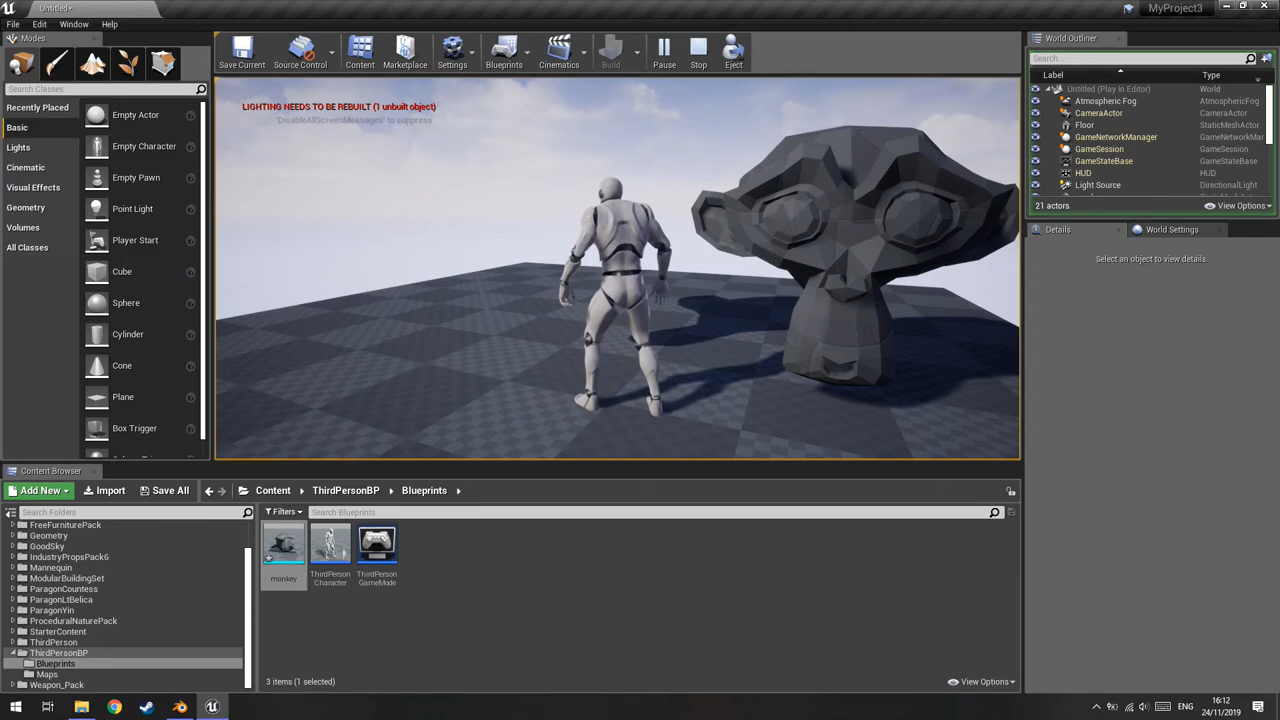 Untitled*
MyProject3
File Edit Window Help
Modes
Search Classes
Recently Placed
Basic
Lights
Cinematic
Visual Effects
Geometry
Volumes
All Classes
Empty Actor
Empty Character
Empty Pawn
Point Light
Player Start
Cube
Sphere
Cylinder
Cone
Plane
Box Trigger
Save Current Source Control Content Marketplace Settings Blueprints Cinematics Build Pause Stop Eject
LIGHTING NEEDS TO BE REBUILT (1 unbuilt object)
'DisableAllScreenMessages' to suppress
World Outliner
Search...
Label Type
Untitled (Play In Editor) World
Atmospheric Fog AtmosphericFog
CameraActor CameraActor
Floor StaticMeshActor
GameNetworkManager GameNetworkMar
GameSession GameSession
GameStateBase GameStateBase
HUD HUD
Light Source DirectionalLight
21 actors View Options
Details World Settings
Select an object to view details.
Content Browser
Add New Import Save All Content ThirdPersonBP Blueprints
Search Folders
FreeFurniturePack
Geometry
GoodSky
IndustryPropsPack6
Mannequin
ModularBuildingSet
ParagonCountess
ParagonLtBelica
ParagonYin
ProceduralNaturePack
StarterContent
ThirdPerson
ThirdPersonBP
Blueprints
Maps
Weapon_Pack
Filters Search Blueprints
monkey
ThirdPerson
Character
ThirdPerson
GameMode
3 items (1 selected) View Options
ENG
16:12
24/11/2019